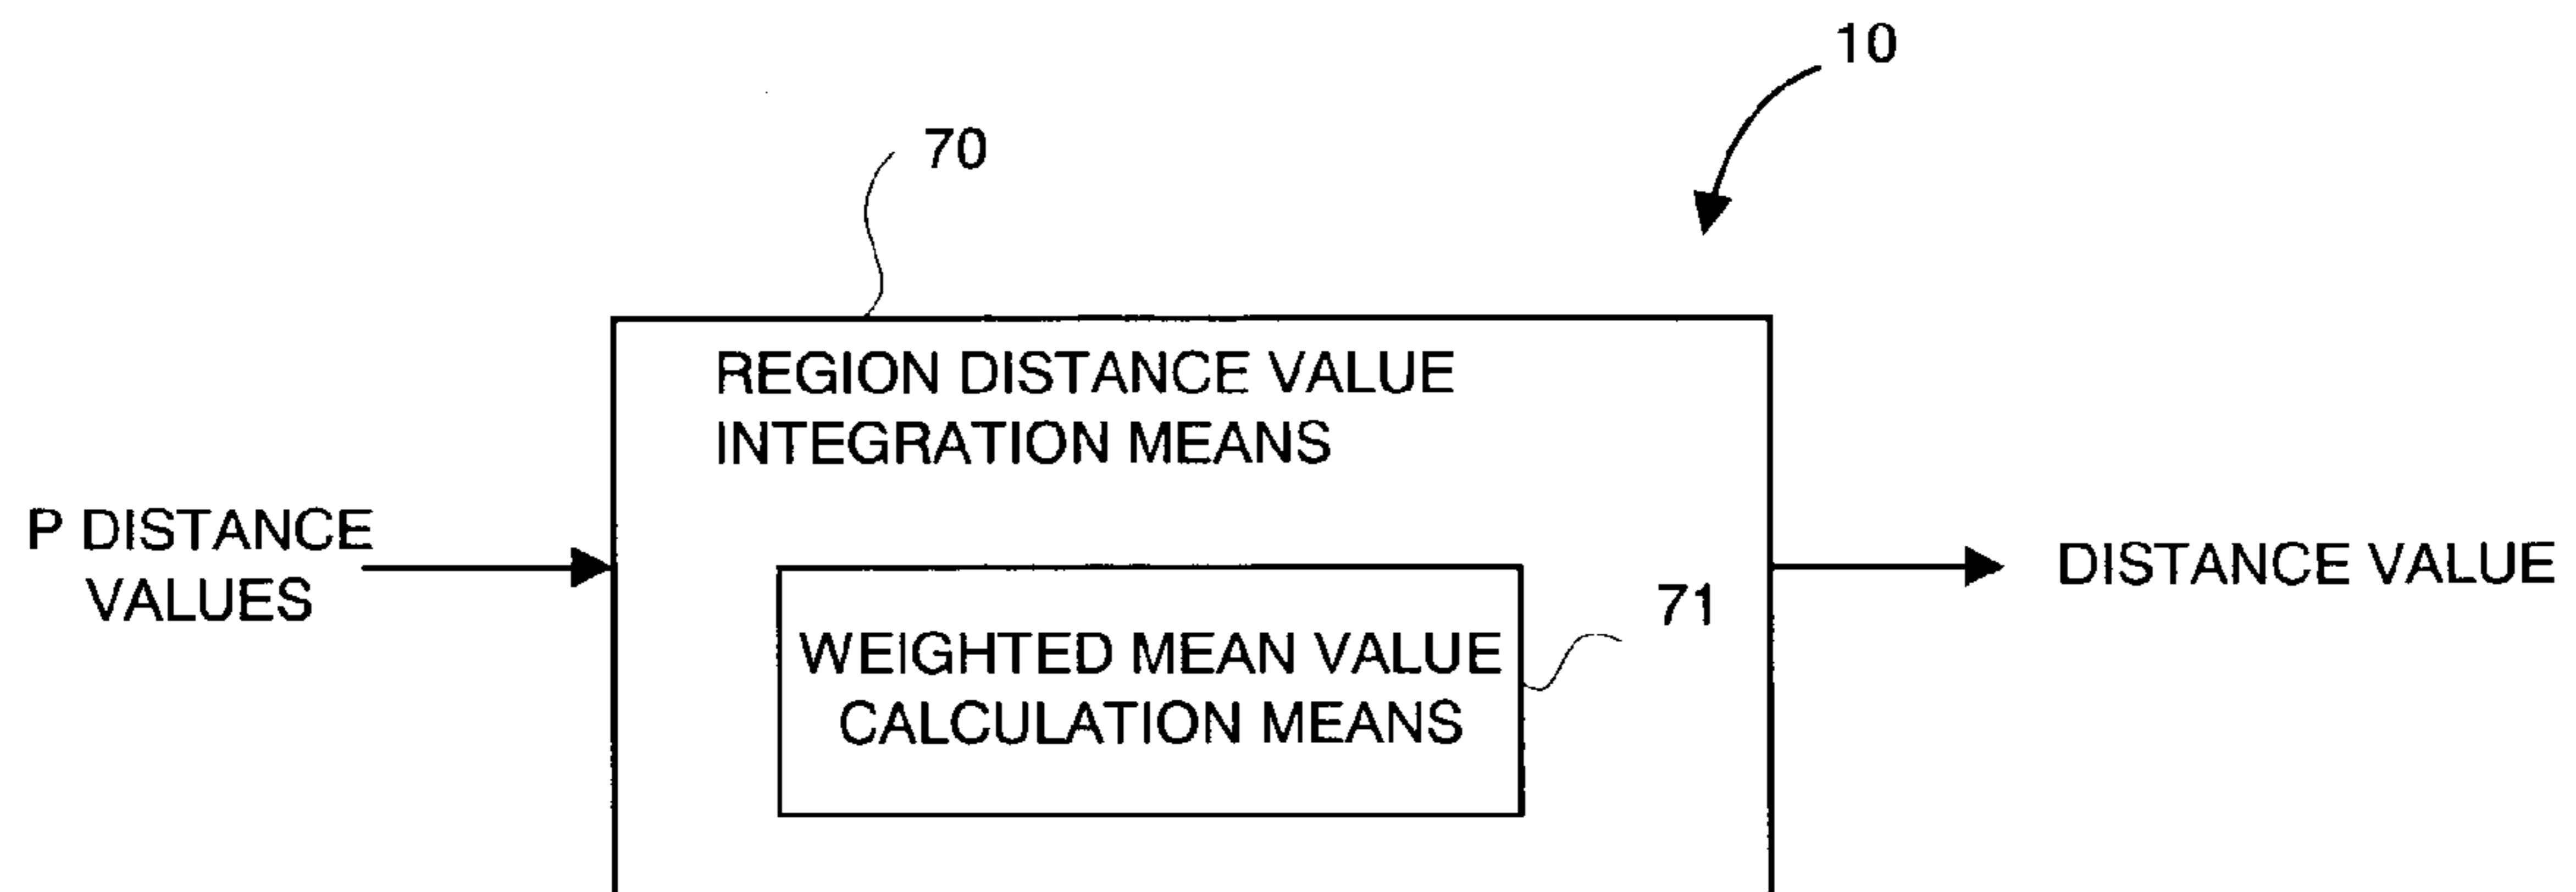 10
70
REGION DISTANCE VALUE
INTEGRATION MEANS
P DISTANCE
VALUES
DISTANCE VALUE
71
WEIGHTED MEAN VALUE
CALCULATION MEANS